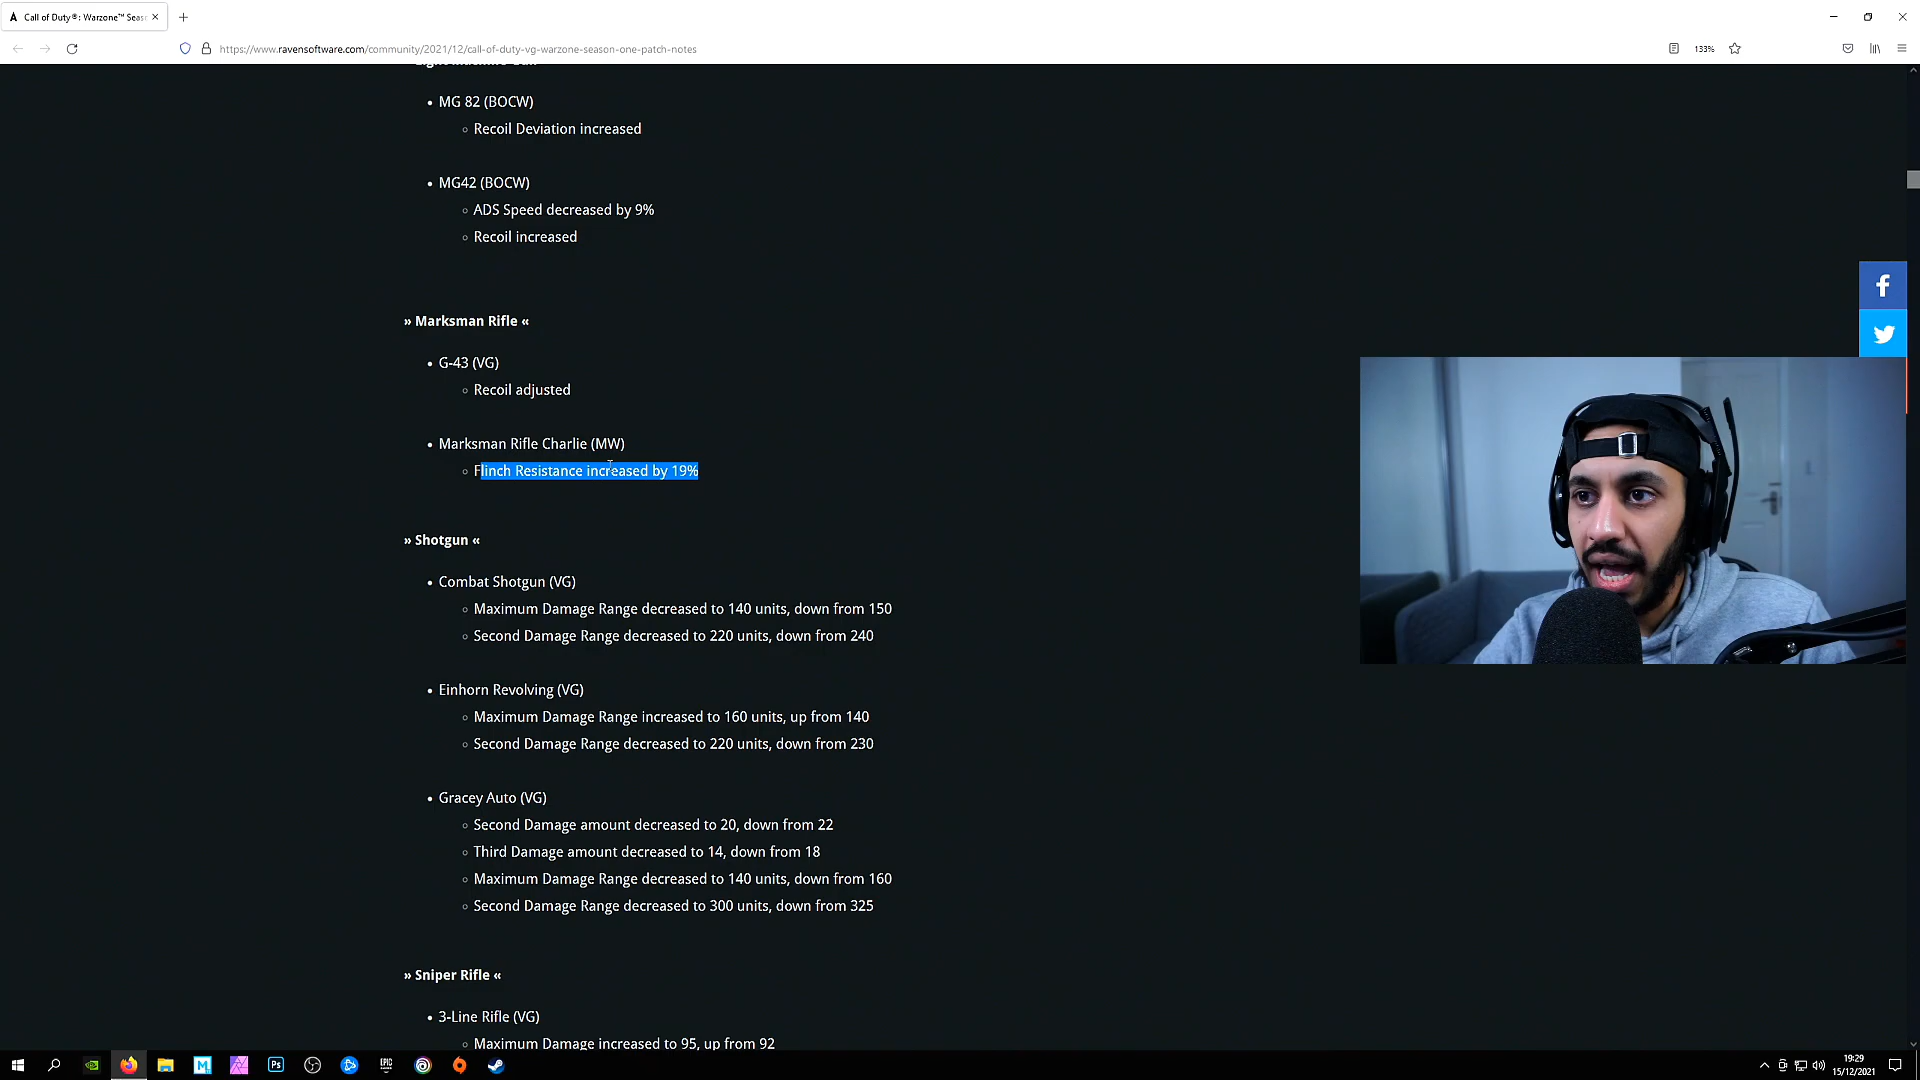 Call of Duty®: Warzone™ Seas
https://www.ravensoftware.com/community/2021/12/call-of-duty-vg-warzone-season-one-patch-notes
133%
MG 82 (BOCW)
Recoil Deviation increased
MG42 (BOCW)
ADS Speed decreased by 9%
Recoil increased
» Marksman Rifle «
G-43 (VG)
Recoil adjusted
Marksman Rifle Charlie (MW)
Flinch Resistance increased by 19%
» Shotgun «
Combat Shotgun (VG)
Maximum Damage Range decreased to 140 units, down from 150
Second Damage Range decreased to 220 units, down from 240
Einhorn Revolving (VG)
Maximum Damage Range increased to 160 units, up from 140
Second Damage Range decreased to 220 units, down from 230
Gracey Auto (VG)
Second Damage amount decreased to 20, down from 22
Third Damage amount decreased to 14, down from 18
Maximum Damage Range decreased to 140 units, down from 160
Second Damage Range decreased to 300 units, down from 325
» Sniper Rifle «
3-Line Rifle (VG)
Maximum Damage increased to 95, up from 92
Ps
EPIC
19:29
15/12/2021